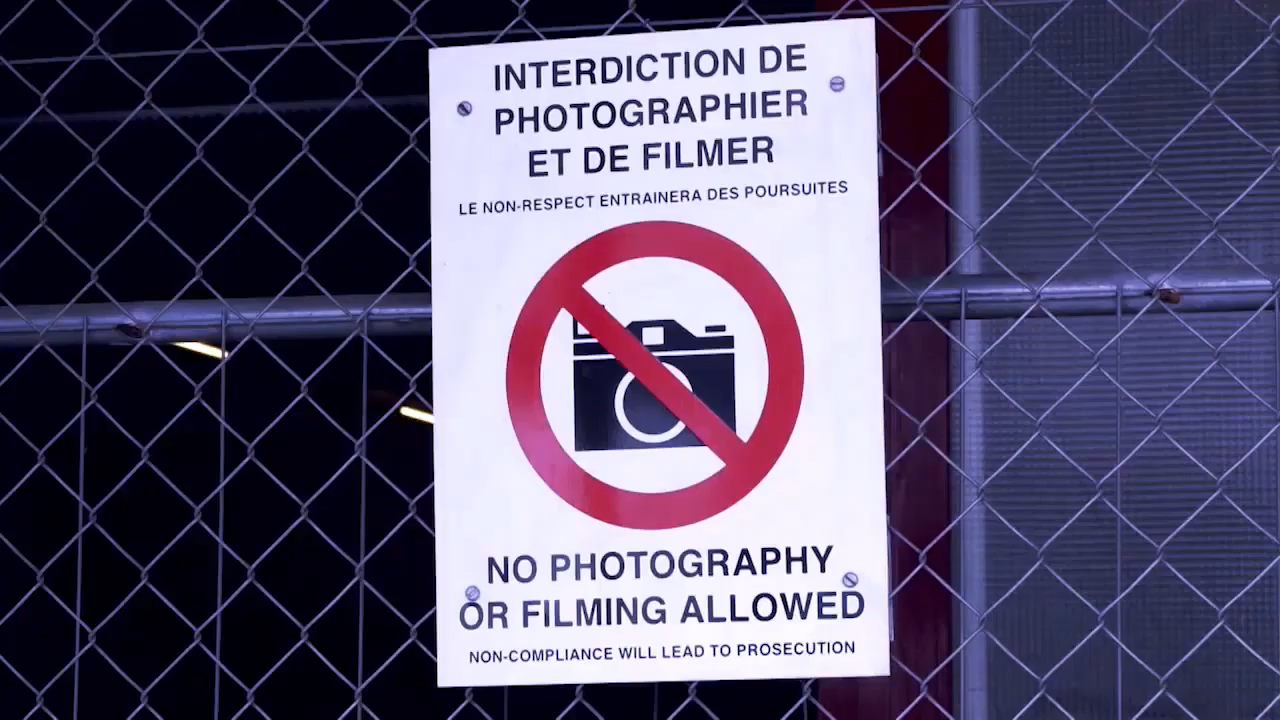 INTERDICTION DE
PHOTOGRAPHIER
ET DE FILMER
LE NON-RESPECT ENTRAINERA DES POURSUITES
NO PHOTOGRAPHY
OR FILMING ALLOWED
NON-COMPLIANCE WILL LEAD TO PROSECUTION